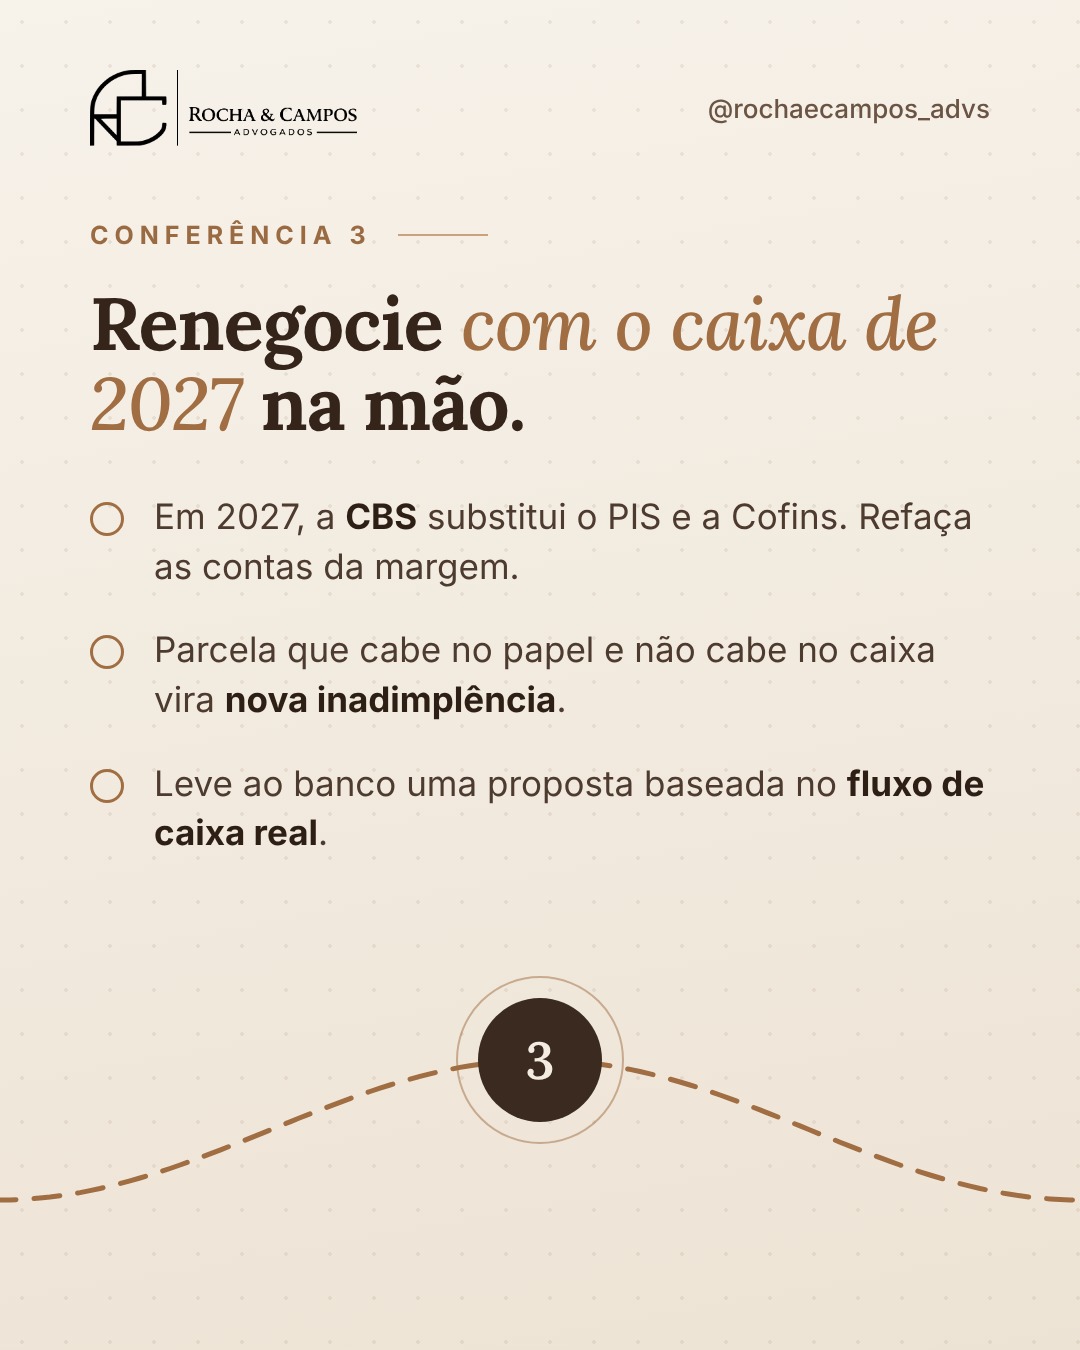 ROCHA & CAMPOS
ADVOGADOS
@rochaecampos_advs
CONFERÊNCIA 3
Renegocie com o caixa de
2027 na mão.
Em 2027, a CBS substitui o PIS e a Cofins. Refaça
as contas da margem.
Parcela que cabe no papel e não cabe no caixa
vira nova inadimplência.
Leve ao banco uma proposta baseada no fluxo de
caixa real.
3